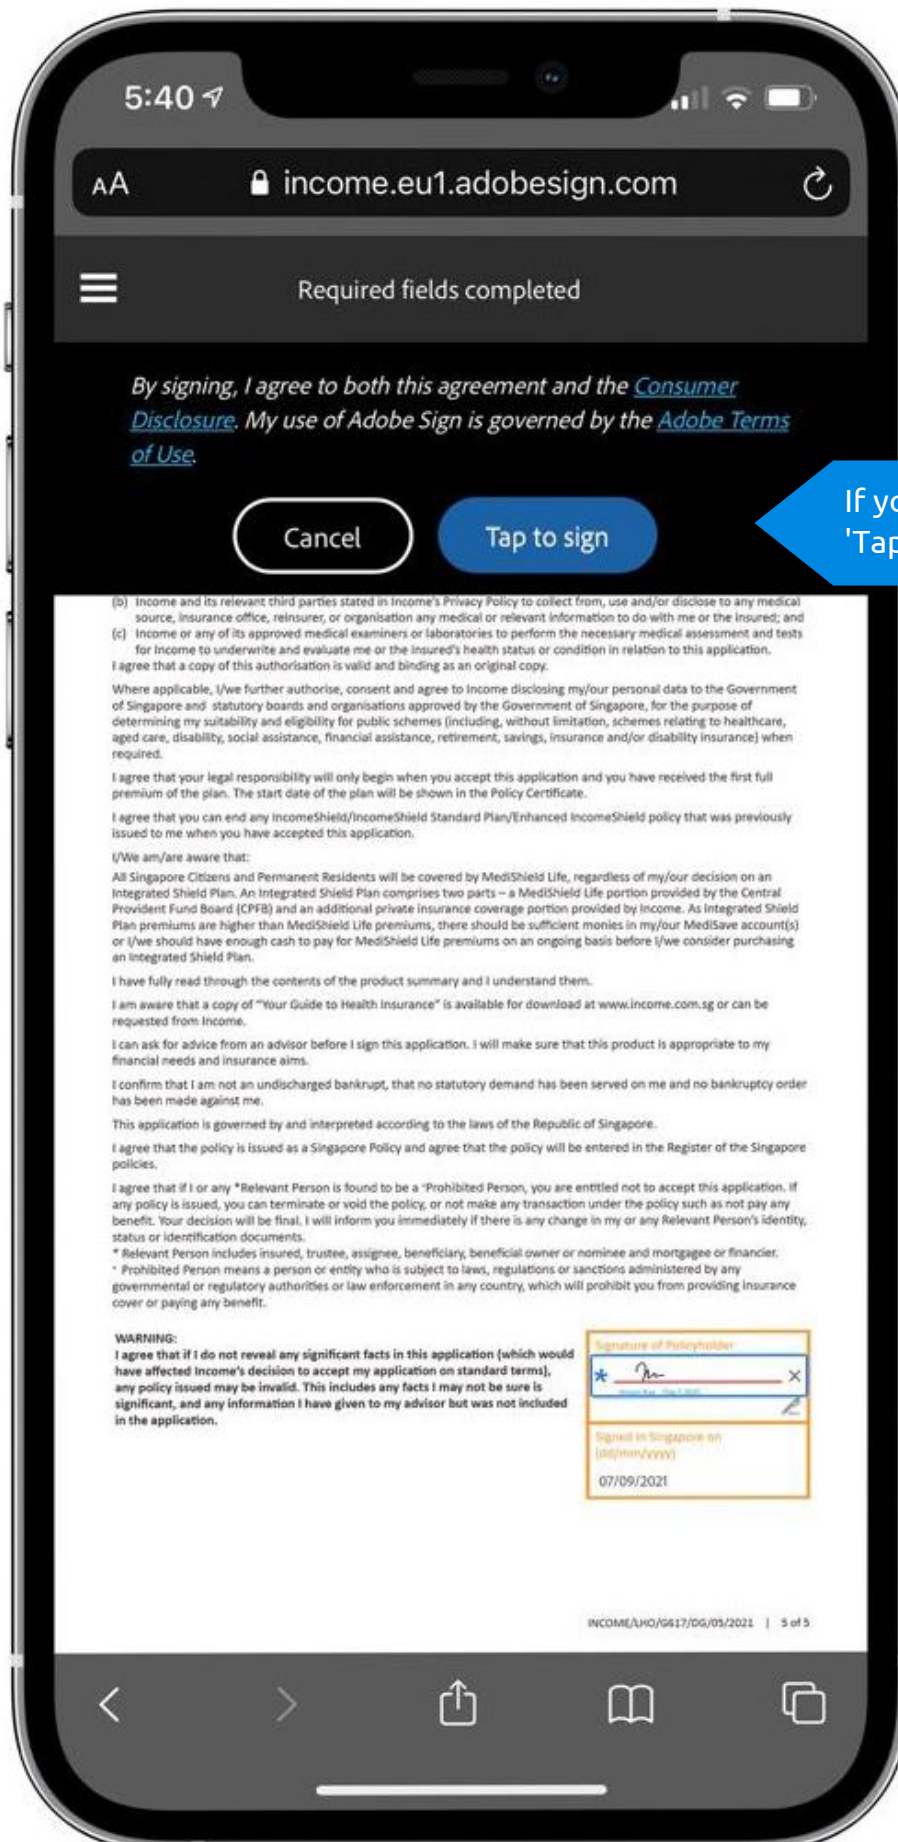 5:40
AA income.eu1.adobesign.com
Required fields completed
By signing, I agree to both this agreement and the Consumer
Disclosure. My use of Adobe Sign is governed by the Adobe Terms
of Use.
Cancel Tap to sign
If yo
'Tap
(b) Income and its relevant third parties stated in Income's Privacy Policy to collect from, use and/or disclose to any medical
source, insurance office, reinsurer, or organisation any medical or relevant information to do with me or the insured; and
(c) Income or any of its approved medical examiners or laboratories to perform the necessary medical assessment and tests
for Income to underwrite and evaluate me or the insured's health status or condition in relation to this application.
I agree that a copy of this authorisation is valid and binding as an original copy.
Where applicable, I/we further authorise, consent and agree to Income disclosing my/our personal data to the Government
of Singapore and statutory boards and organisations approved by the Government of Singapore, for the purpose of
determining my suitability and eligibility for public schemes (including, without limitation, schemes relating to healthcare,
aged care, disability, social assistance, financial assistance, retirement, savings, insurance and/or disability insurance) when
required.
I agree that your legal responsibility will only begin when you accept this application and you have received the first full
premium of the plan. The start date of the plan will be shown in the Policy Certificate.
I agree that you can end any IncomeShield/IncomeShield Standard Plan/Enhanced IncomeShield policy that was previously
issued to me when you have accepted this application.
I/We am/are aware that:
All Singapore Citizens and Permanent Residents will be covered by MediShield Life, regardless of my/our decision on an
Integrated Shield Plan. An Integrated Shield Plan comprises two parts – a MediShield Life portion provided by the Central
Provident Fund Board (CPFB) and an additional private insurance coverage portion provided by Income. As Integrated Shield
Plan premiums are higher than MediShield Life premiums, there should be sufficient monies in my/our MediSave account(s)
or I/we should have enough cash to pay for MediShield Life premiums on an ongoing basis before I/we consider purchasing
an Integrated Shield Plan.
I have fully read through the contents of the product summary and I understand them.
I am aware that a copy of "Your Guide to Health Insurance" is available for download at www.income.com.sg or can be
requested from Income.
I can ask for advice from an advisor before I sign this application. I will make sure that this product is appropriate to my
financial needs and insurance aims.
I confirm that I am not an undischarged bankrupt, that no statutory demand has been served on me and no bankruptcy order
has been made against me.
This application is governed by and interpreted according to the laws of the Republic of Singapore.
I agree that the policy is issued as a Singapore Policy and agree that the policy will be entered in the Register of the Singapore
policies.
I agree that if I or any *Relevant Person is found to be a ^Prohibited Person, you are entitled not to accept this application. If
any policy is issued, you can terminate or void the policy, or not make any transaction under the policy such as not pay any
benefit. Your decision will be final. I will inform you immediately if there is any change in my or any Relevant Person's identity,
status or identification documents.
* Relevant Person includes insured, trustee, assignee, beneficiary, beneficial owner or nominee and mortgagee or financier.
^ Prohibited Person means a person or entity who is subject to laws, regulations or sanctions administered by any
governmental or regulatory authorities or law enforcement in any country, which will prohibit you from providing insurance
cover or paying any benefit.
WARNING:
I agree that if I do not reveal any significant facts in this application (which would
have affected Income's decision to accept my application on standard terms),
any policy issued may be invalid. This includes any facts I may not be sure is
significant, and any information I have given to my advisor but was not included
in the application.
Signature of Policyholder
*
Signed in Singapore on
(dd/mm/yyyy)
07/09/2021
INCOME/LHO/G617/DG/05/2021 | 5 of 5